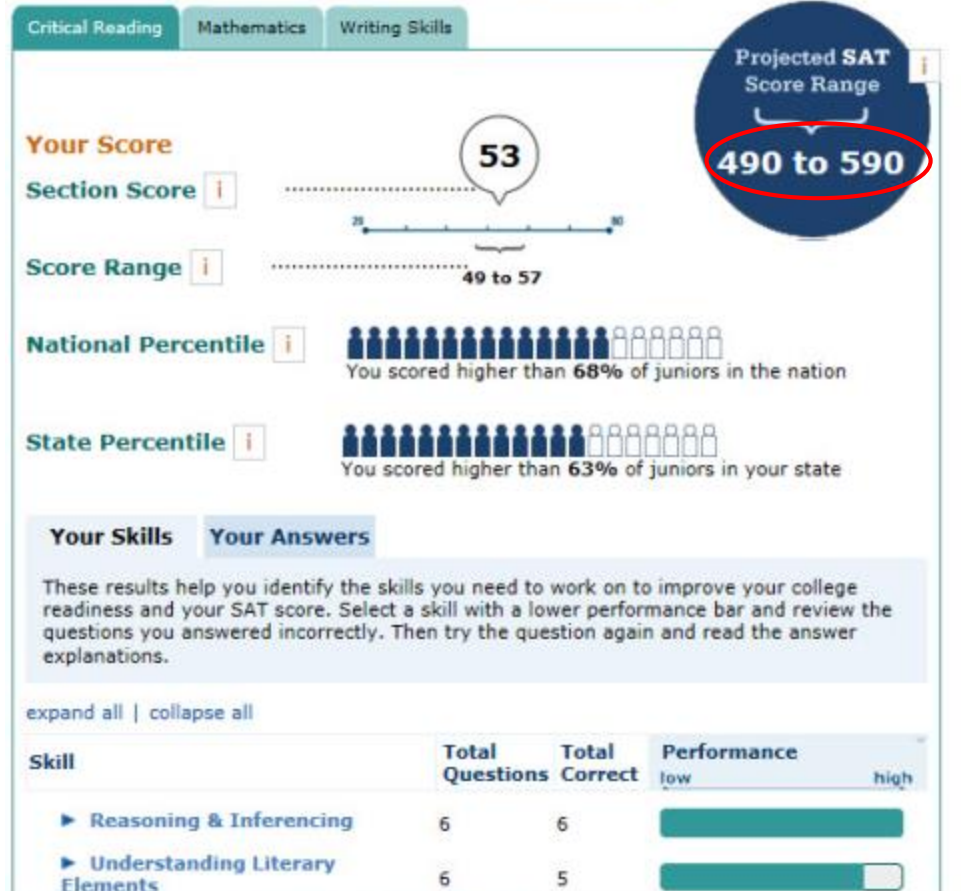 Critical Reading
Mathematics
Writing Skills
Projected SAT
Score Range
i
490 to 590
Your Score
53
Section Score i
20
80
Score Range i
49 to 57
National Percentile i
You scored higher than 68% of juniors in the nation
State Percentile i
You scored higher than 63% of juniors in your state
Your Skills
Your Answers
These results help you identify the skills you need to work on to improve your college
readiness and your SAT score. Select a skill with a lower performance bar and review the
questions you answered incorrectly. Then try the question again and read the answer
explanations.
expand all | collapse all
Skill
Total
Questions
Total
Correct
Performance
low
high
Reasoning & Inferencing
6
6
Understanding Literary
Elements
6
5